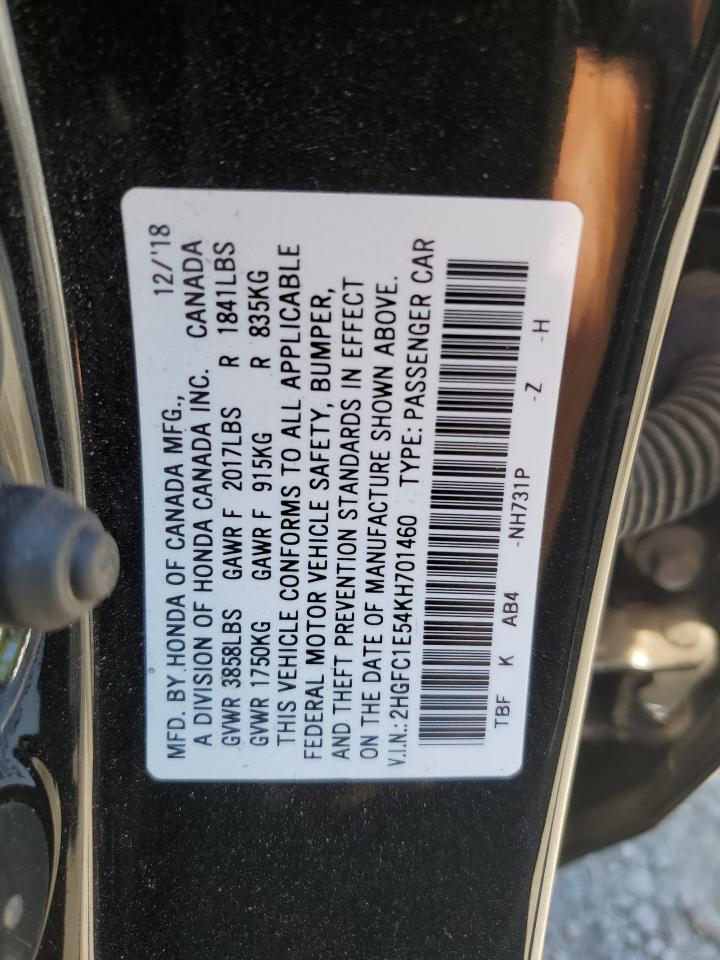 MFD. BY HONDA OF CANADA MFG., 12/'18
A DIVISION OF HONDA CANADA INC. CANADA
GVWR 3858LBS GAWR F 2017LBS R 1841LBS
GVWR 1750KG GAWR F 915KG R 835KG
THIS VEHICLE CONFORMS TO ALL APPLICABLE
FEDERAL MOTOR VEHICLE SAFETY, BUMPER,
AND THEFT PREVENTION STANDARDS IN EFFECT
ON THE DATE OF MANUFACTURE SHOWN ABOVE.
V.I.N.: 2HGFC1E54KH701460 TYPE: PASSENGER CAR
TBF K AB4 -NH731P -Z -H